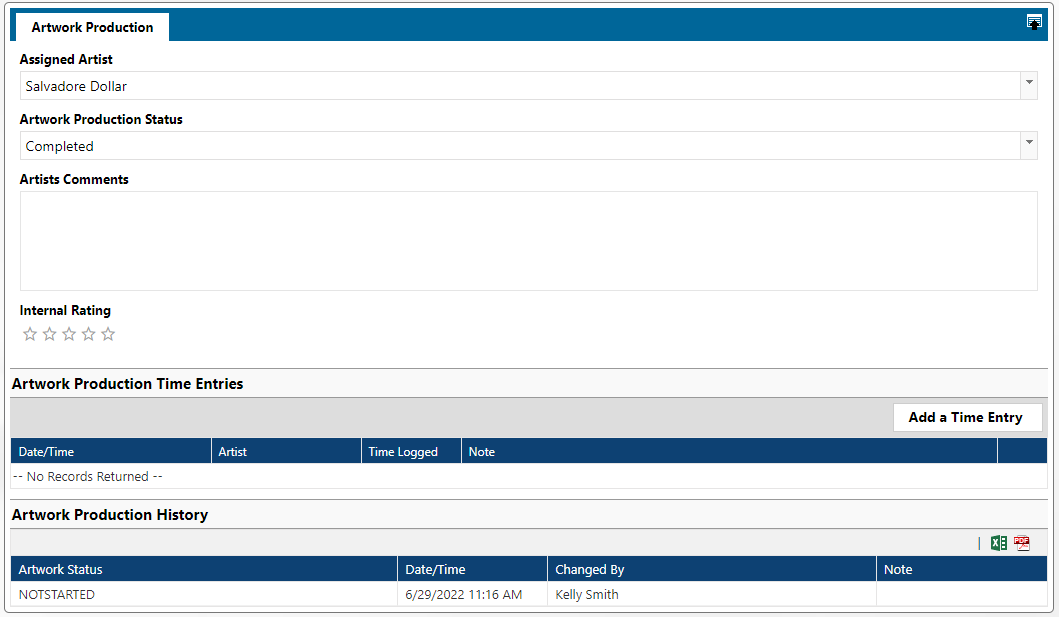 Artwork Production
Assigned Artist
Salvadore Dollar
Artwork Production Status
Completed
Artists Comments
Internal Rating
Artwork Production Time Entries
Add a Time Entry
Date/Time Artist Time Logged Note
-- No Records Returned --
Artwork Production History
PDF
Artwork Status Date/Time Changed By Note
NOTSTARTED 6/29/2022 11:16 AM Kelly Smith